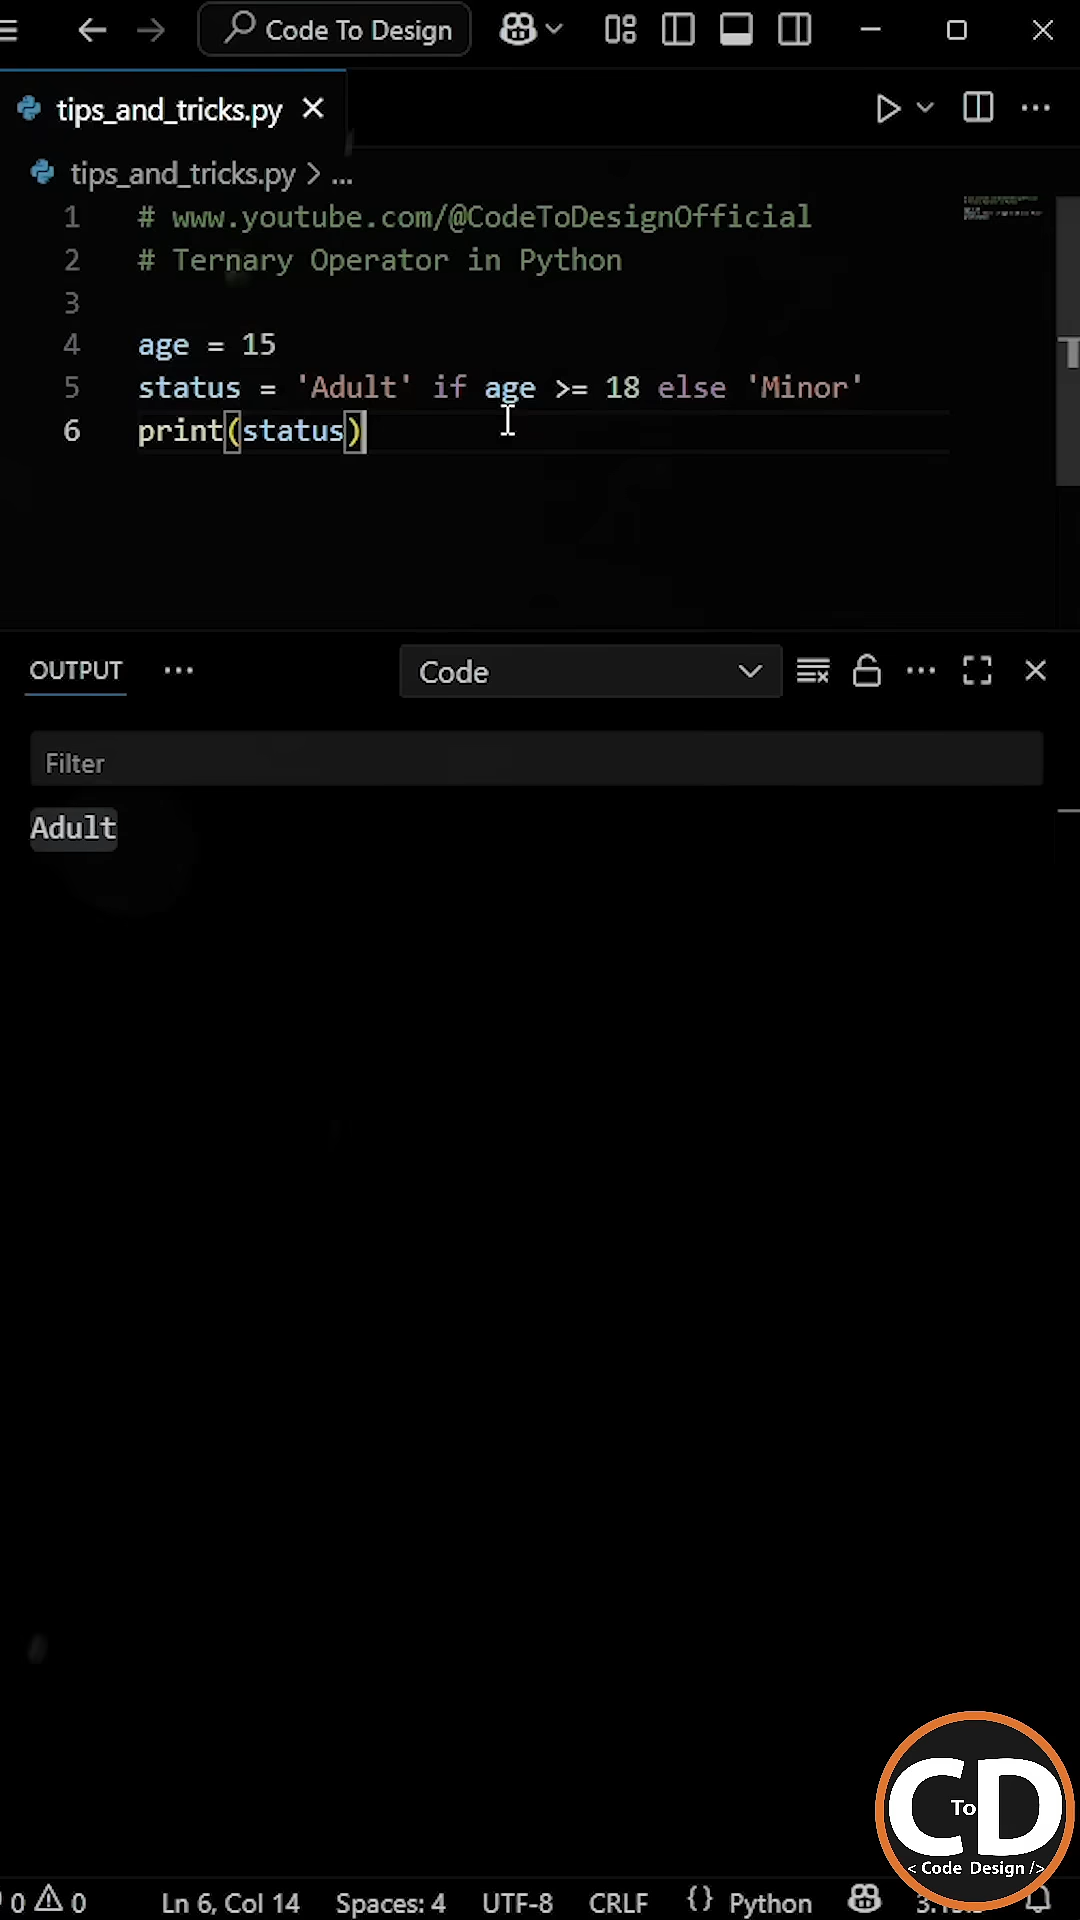 Code To Design
tips_and_tricks.py
tips_and_tricks.py > ...
1 # www.youtube.com/@CodeToDesignOfficial
2 # Ternary Operator in Python
3
4 age = 15
5 status = 'Adult' if age >= 18 else 'Minor'
6 print(status)
OUTPUT
Code
Filter
Adult
CD
To
< Code Design />
0 0 Ln 6, Col 14 Spaces: 4 UTF-8 CRLF {} Python